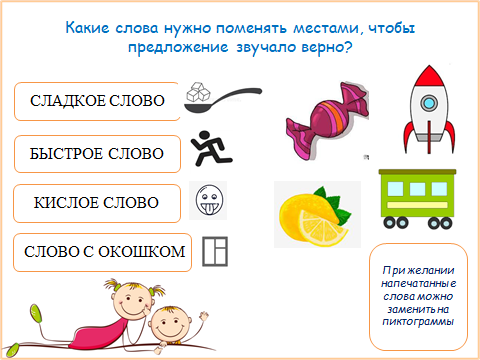 Какие слова нужно поменять местами, чтобы
предложение звучало верно?
СЛАДКОЕ СЛОВО
БЫСТРОЕ СЛОВО
КИСЛОЕ СЛОВО
СЛОВО С ОКОШКОМ
При желании
напечатанные
слова можно
заменить на
пиктограммы